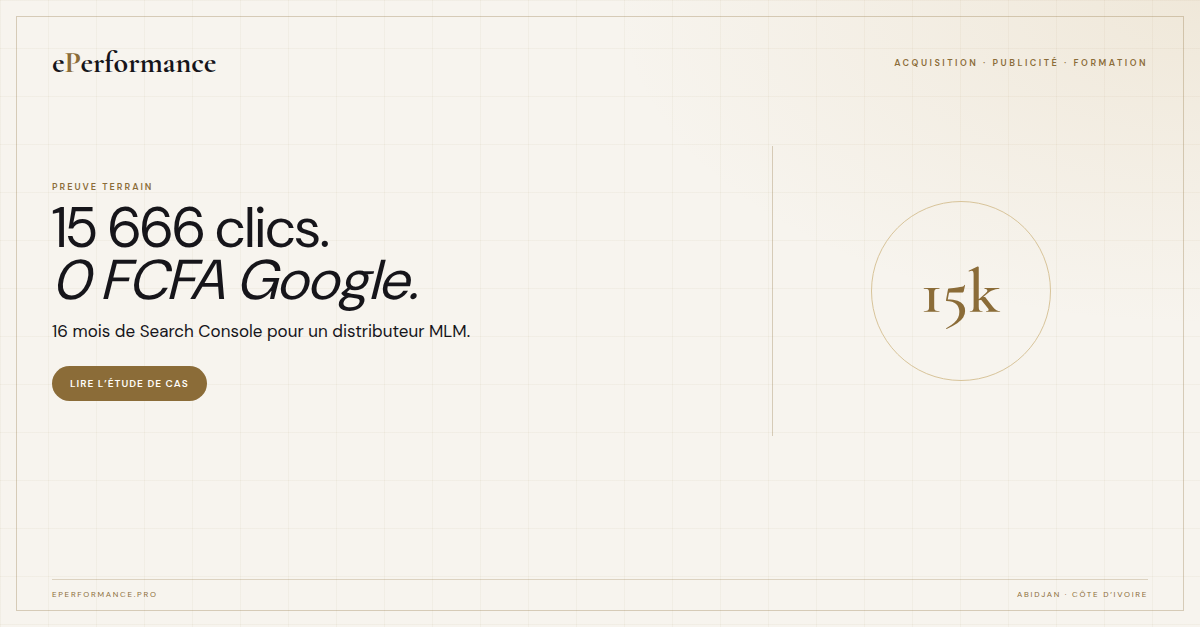 ePerformance
ACQUISITION · PUBLICITÉ · FORMATION
PREUVE TERRAIN
15 666 clics.
0 FCFA Google.
16 mois de Search Console pour un distributeur MLM.
LIRE L'ÉTUDE DE CAS
15k
EPERFORMANCE.PRO
ABIDJAN · CÔTE D'IVOIRE